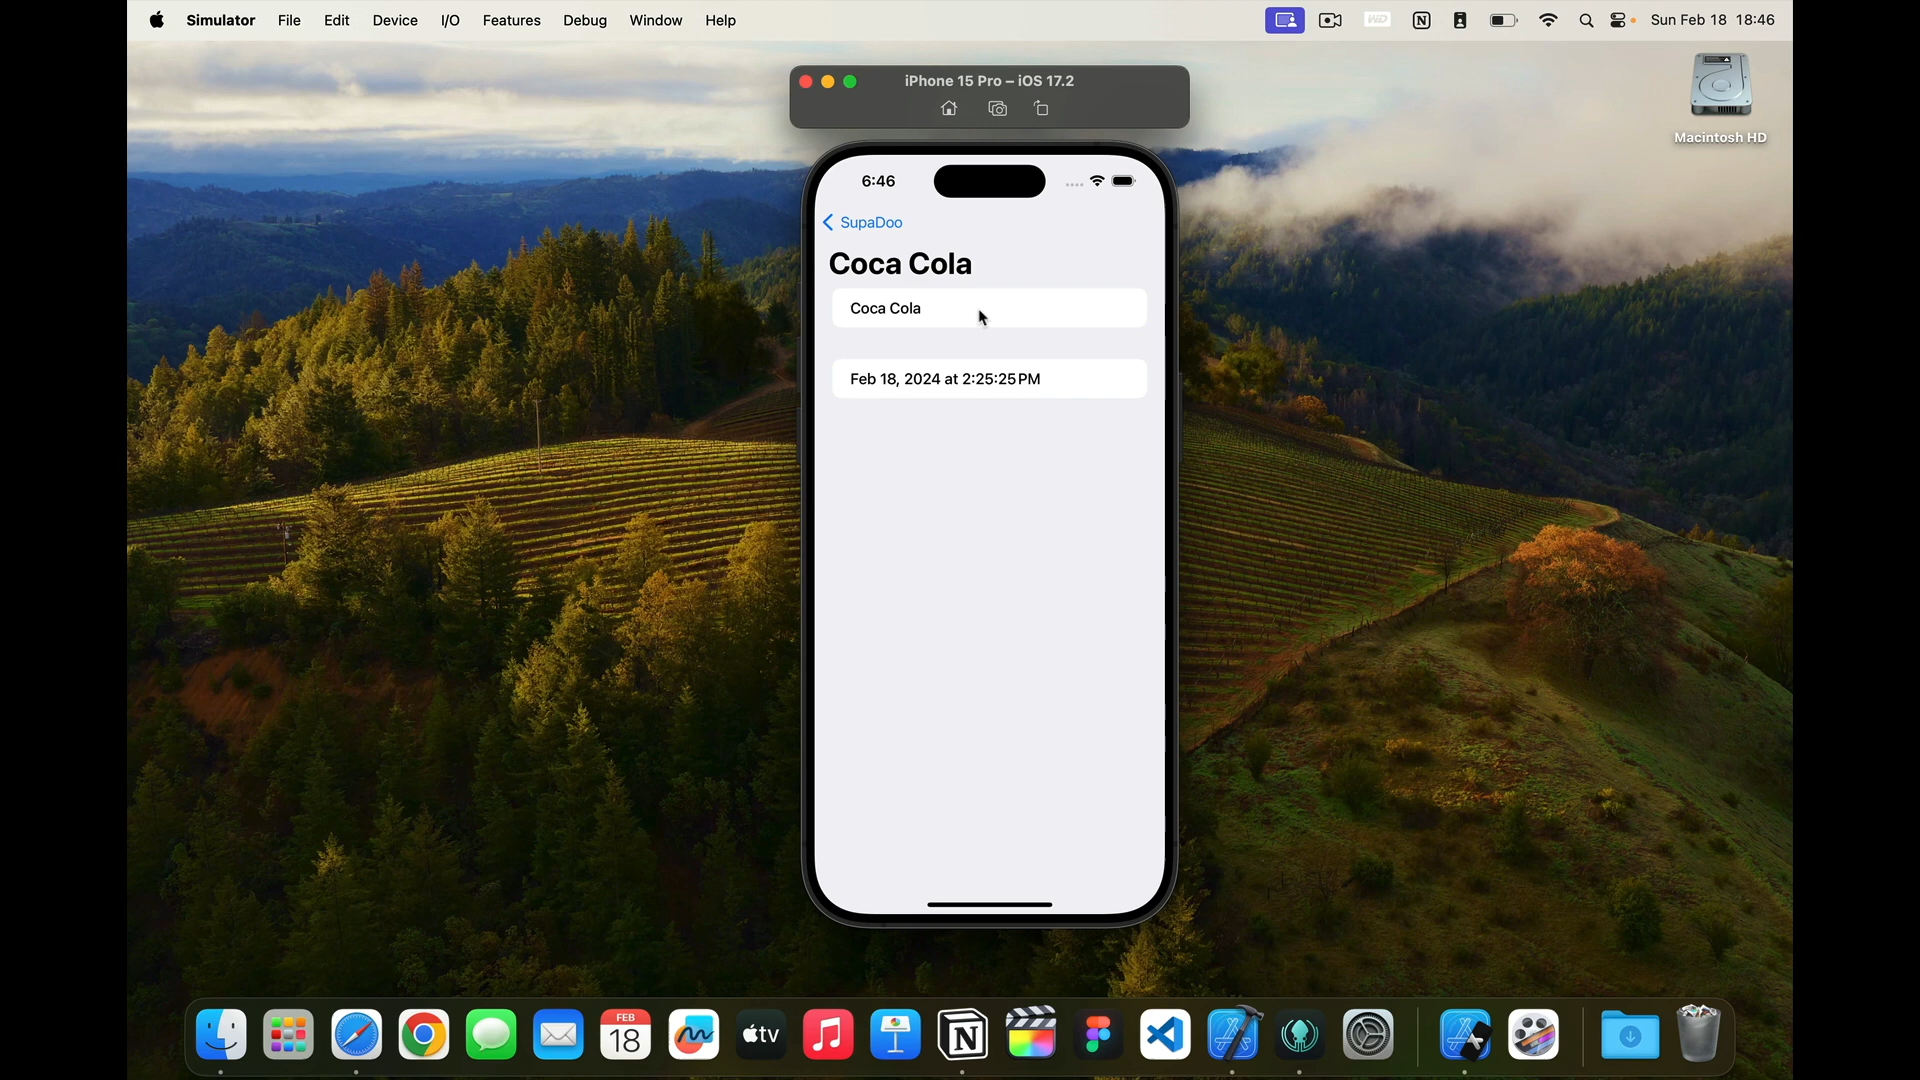 Simulator File Edit Device I/O Features Debug Window Help WD Sun Feb 18 18:46
Macintosh HD
iPhone 15 Pro – iOS 17.2
6:46
SupaDoo
Coca Cola
Coca Cola
Feb 18, 2024 at 2:25:25 PM
FEB
18
tv